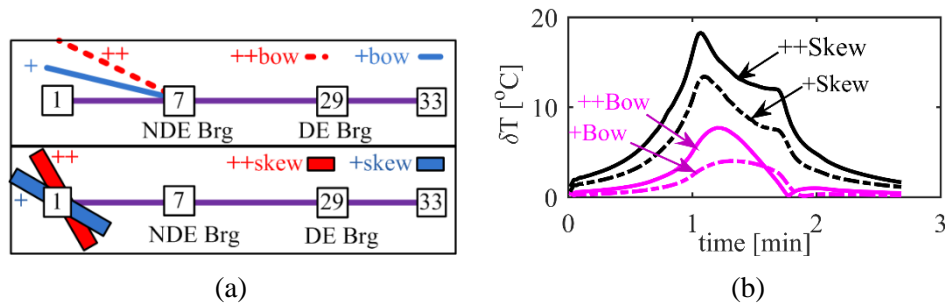 ++
++bow
+bow
+
1
7
29
33
NDE Brg
DE Brg
++
++skew
+skew
+
1
7
29
33
NDE Brg
DE Brg
(a)
20
10
0
δT [°C]
++Skew
+Skew
++Bow
+Bow
0
1
2
3
time [min]
(b)